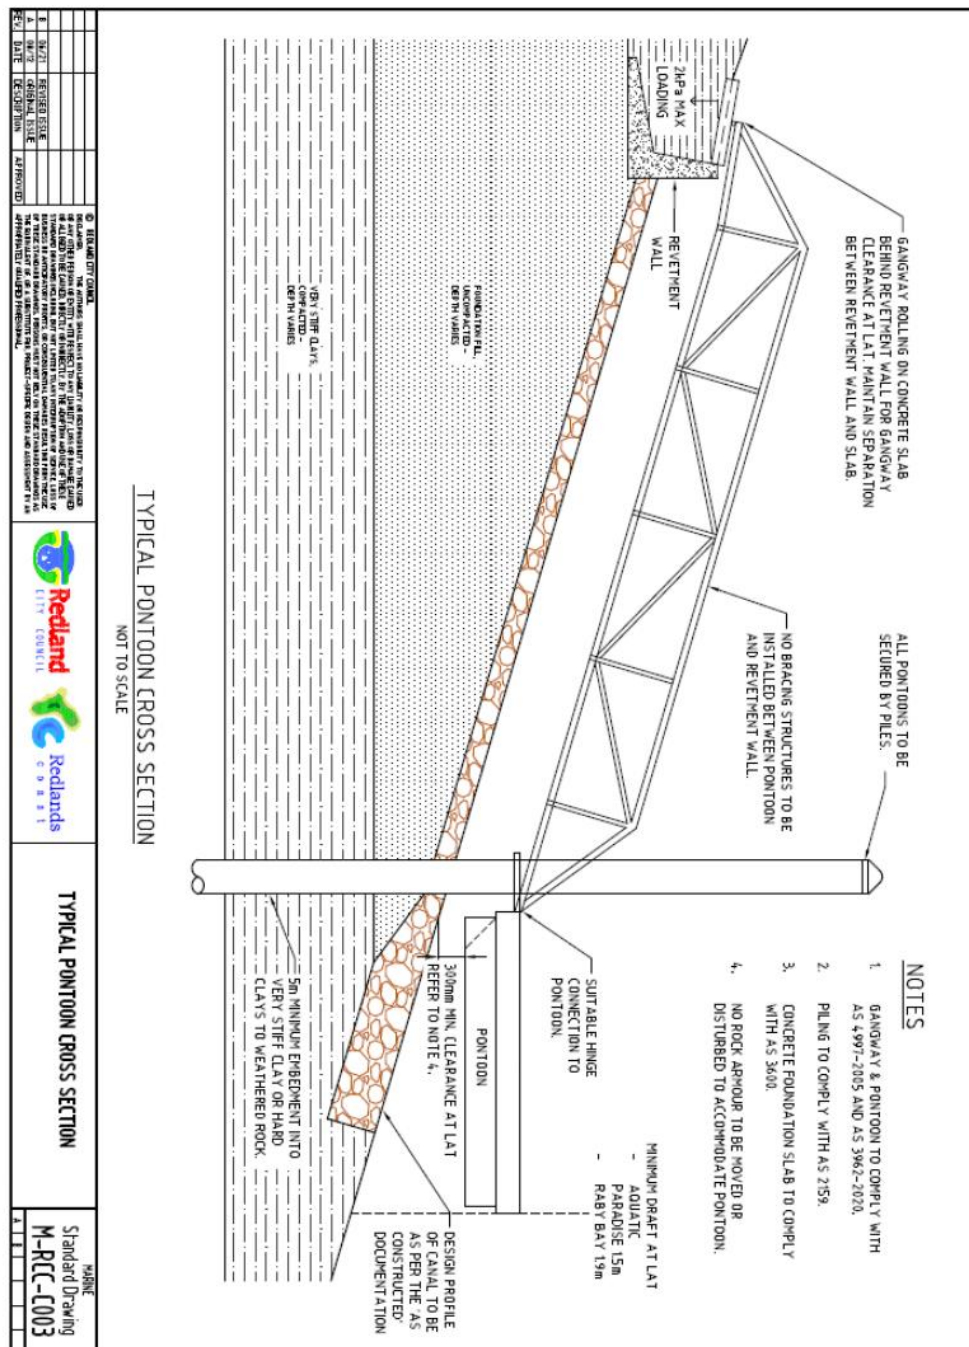 NOTES
1. GANGWAY & PONTOON TO COMPLY WITH
AS 4997-2005 AND AS 3962-2020.
2. PILING TO COMPLY WITH AS 2159.
3. CONCRETE FOUNDATION SLAB TO COMPLY
WITH AS 3600.
4. NO ROCK ARMOUR TO BE MOVED OR
DISTURBED TO ACCOMMODATE PONTOON.
ALL PONTOONS TO BE
SECURED BY PILES.
GANGWAY ROLLING ON CONCRETE SLAB
BEHIND REVETMENT WALL FOR GANGWAY
CLEARANCE AT LAT. MAINTAIN SEPARATION
BETWEEN REVETMENT WALL AND SLAB.
NO BRACING STRUCTURES TO BE
INSTALLED BETWEEN PONTOON
AND REVETMENT WALL.
2kPa MAX
LOADING
REVETMENT
WALL
MINIMUM DRAFT AT LAT
- AQUATIC
PARADISE 1.5m
- RABY BAY 1.9m
SUITABLE HINGE
CONNECTION TO
PONTOON.
PONTOON
300mm MIN. CLEARANCE AT LAT
REFER TO NOTE 4.
DESIGN PROFILE
OF CANAL TO BE
AS PER THE 'AS
CONSTRUCTED'
DOCUMENTATION
FOUNDATION FILL,
UNCOMPACTED -
DEPTH VARIES
VERY STIFF CLAYS,
COMPACTED -
DEPTH VARIES
5m MINIMUM EMBEDMENT INTO
VERY STIFF CLAY OR HARD
CLAYS TO WEATHERED ROCK.
TYPICAL PONTOON CROSS SECTION
NOT TO SCALE
B 06/21 REVISED ISSUE
A 08/12 ORIGINAL ISSUE
REV. DATE DESCRIPTION APPROVED
© REDLAND CITY COUNCIL
DISCLAIMER.
Redland
CITY COUNCIL
Redlands
coast
TYPICAL PONTOON CROSS SECTION
MARINE
Standard Drawing
M-RCC-C003
A B